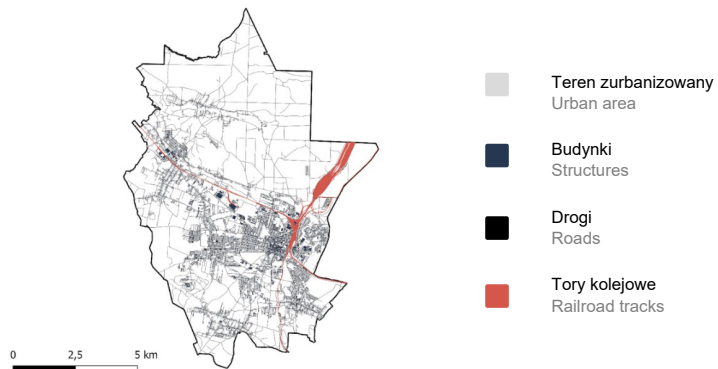 Teren zurbanizowany
Urban area
Budynki
Structures
Drogi
Roads
Tory kolejowe
Railroad tracks
0 2,5 5 km